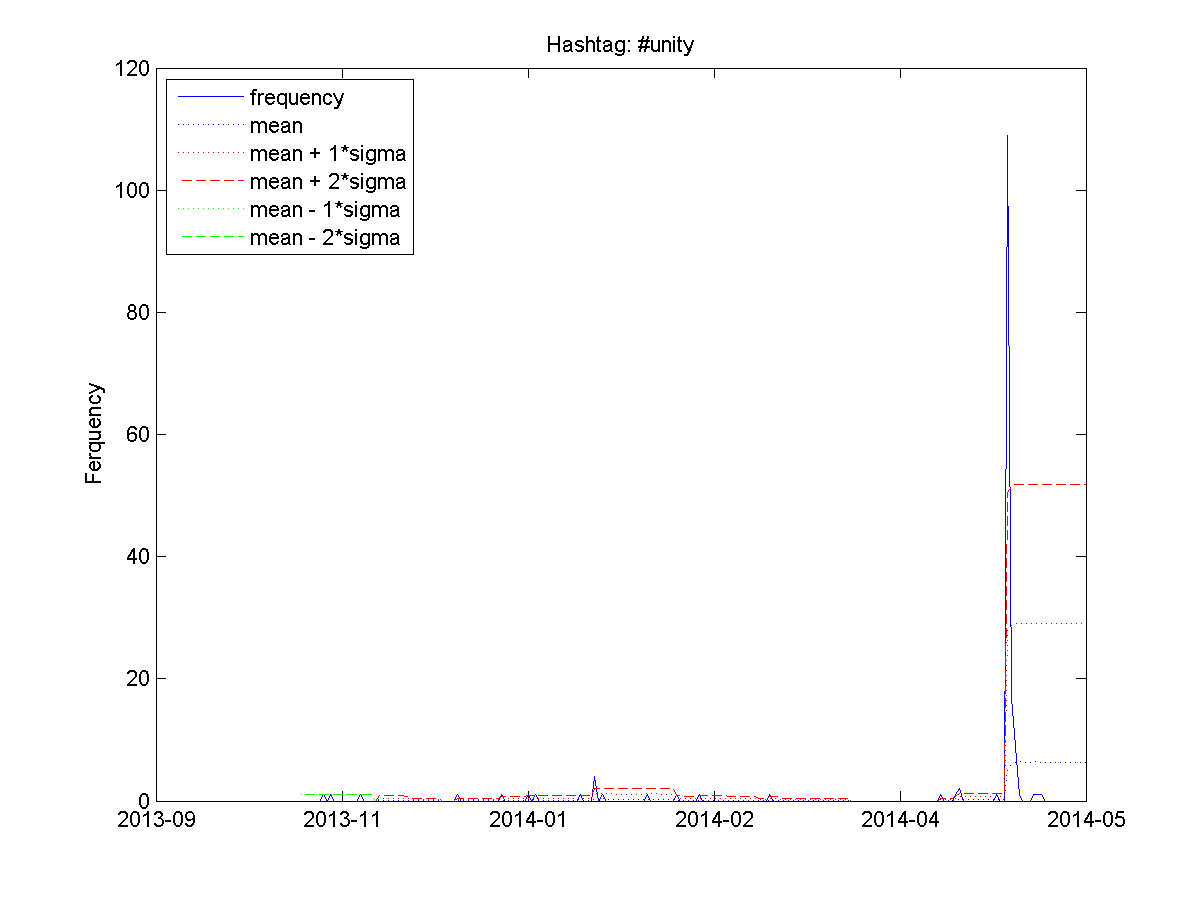 Hashtag: #unity
120
100
80
60
40
20
0
Ferquency
frequency
mean
mean + 1*sigma
mean + 2*sigma
mean - 1*sigma
mean - 2*sigma
2013-09 2013-11 2014-01 2014-02 2014-04 2014-05